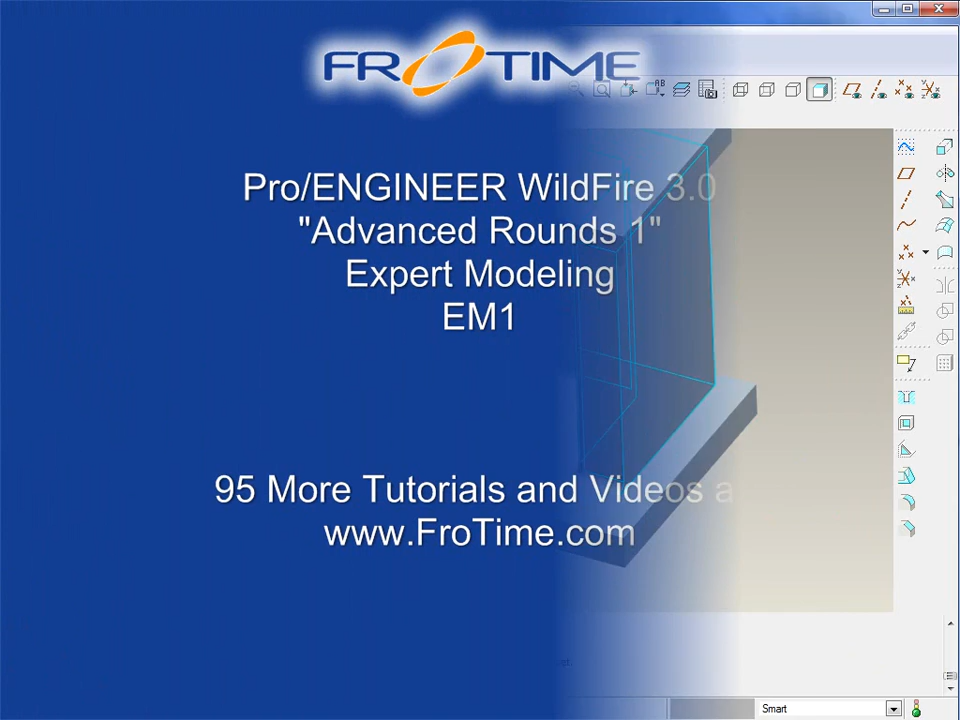 FROTIME
Pro/ENGINEER WildFire 3.0
"Advanced Rounds 1"
Expert Modeling
EM1
95 More Tutorials and Videos a
www.FroTime.com
Smart